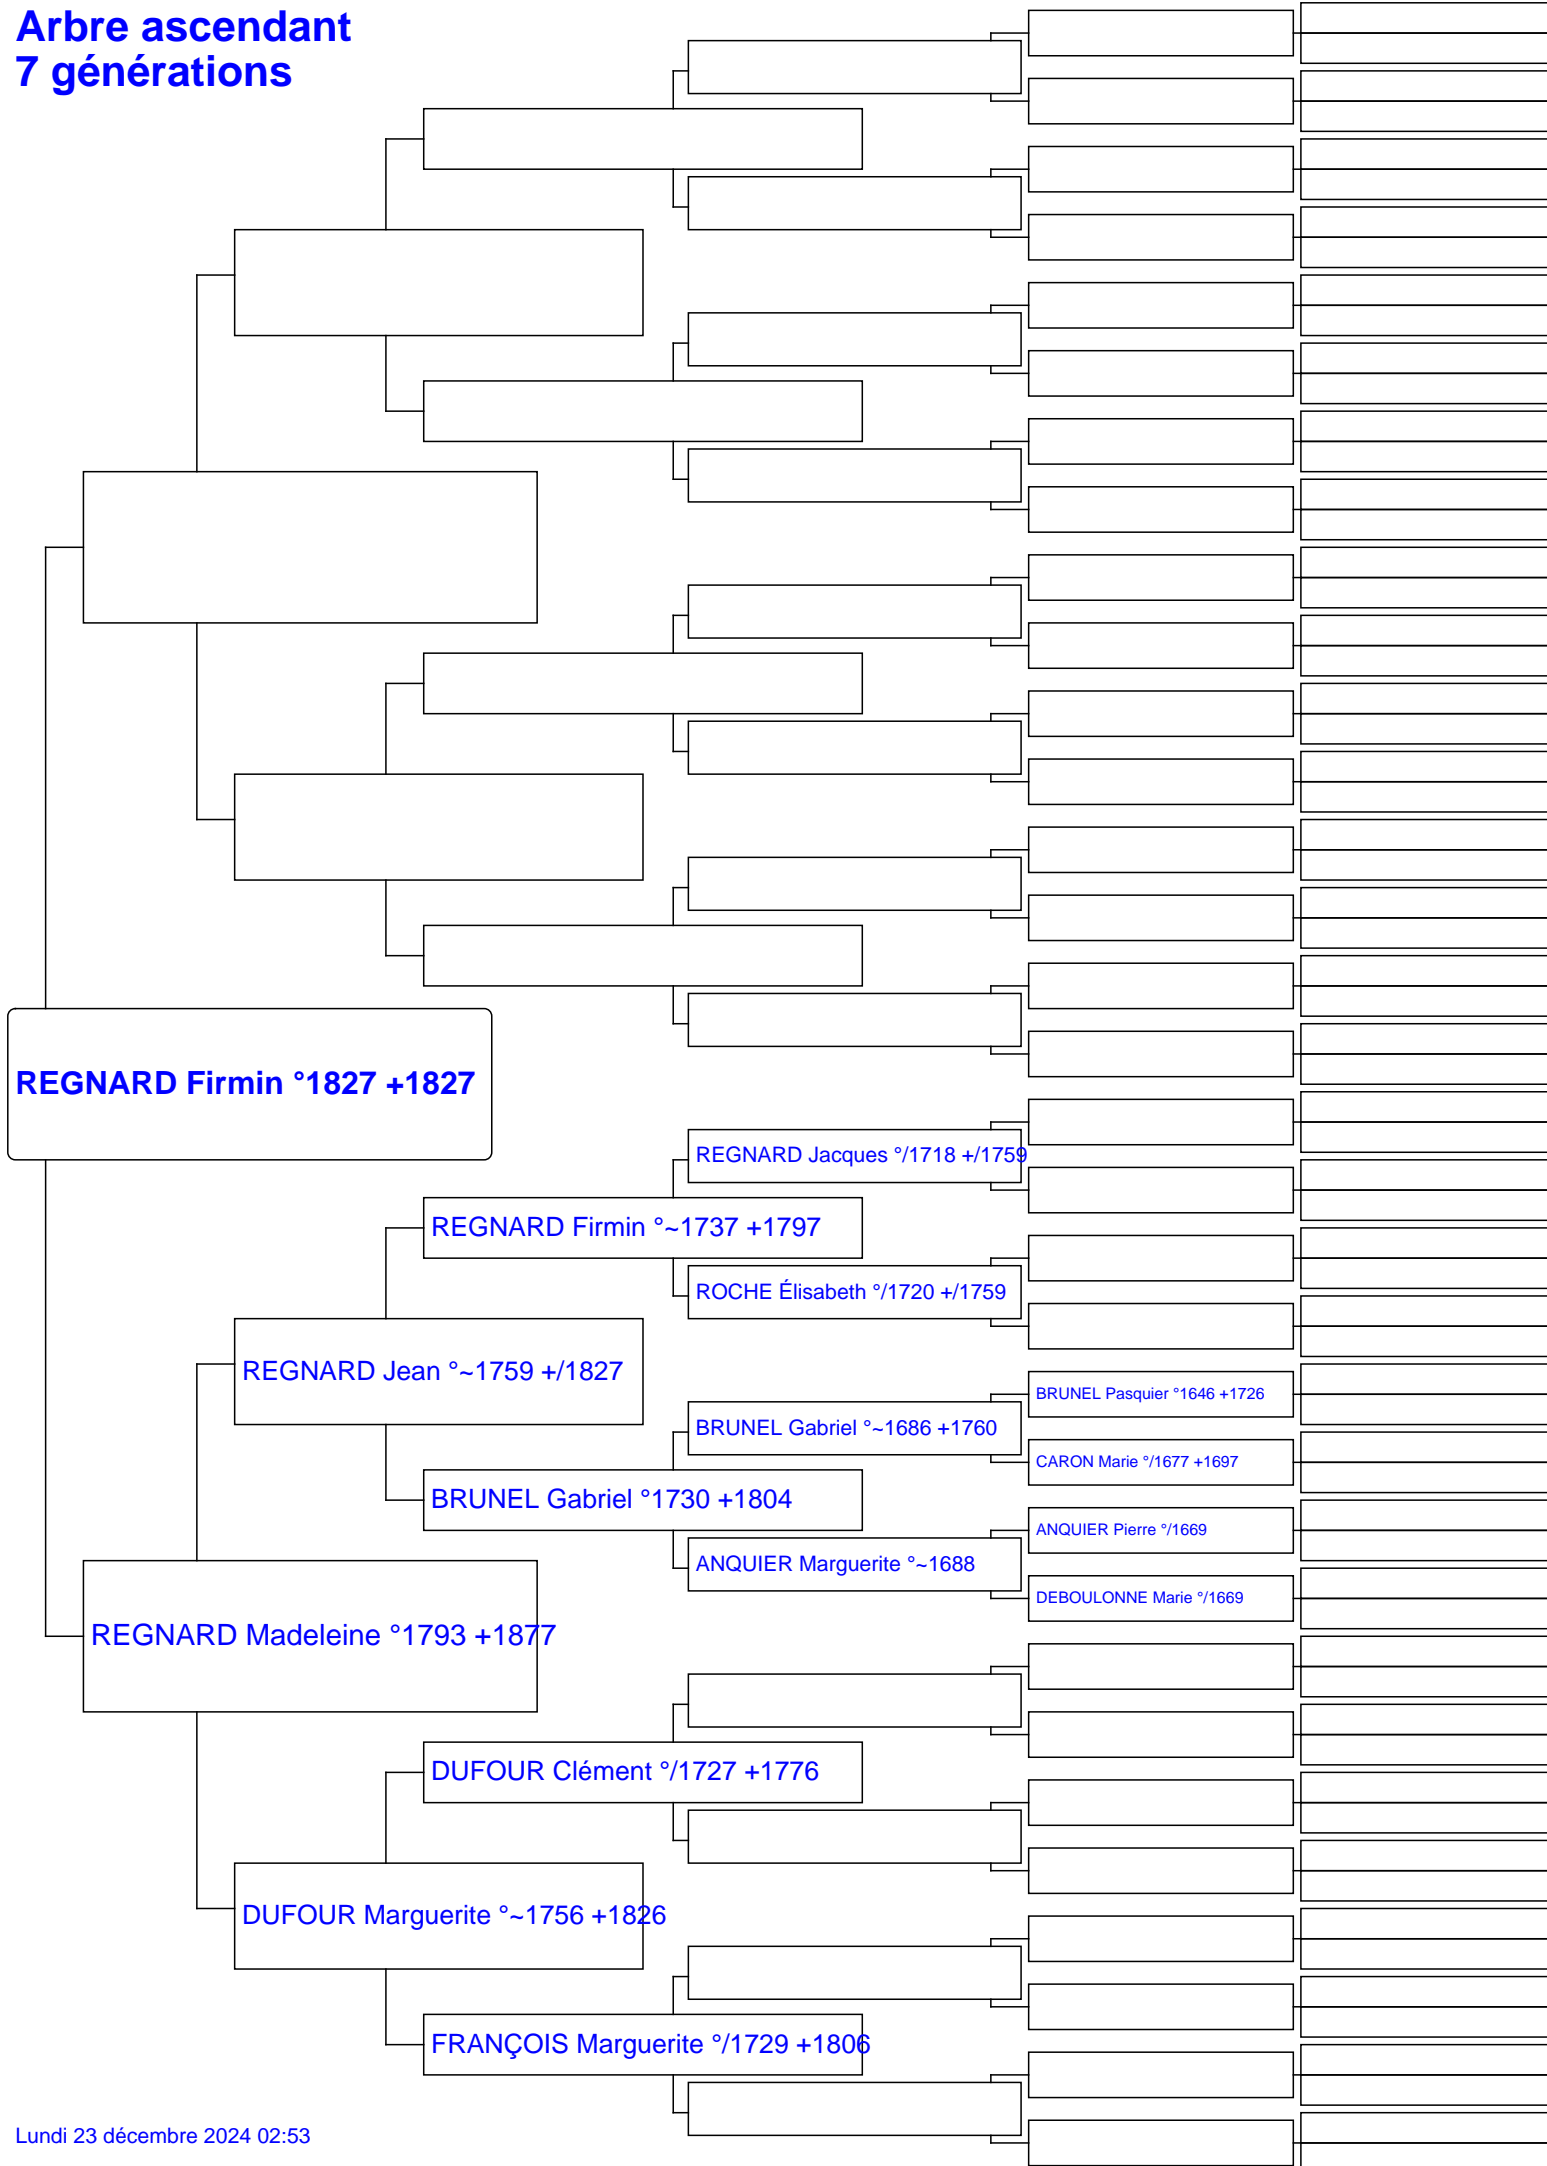 Arbre ascendant
7 générations
REGNARD Firmin °1827 +1827
REGNARD Jacques °/1718 +/1759
REGNARD Firmin °~1737 +1797
ROCHE Élisabeth °/1720 +/1759
REGNARD Jean °~1759 +/1827
BRUNEL Pasquier °1646 +1726
BRUNEL Gabriel °~1686 +1760
CARON Marie °/1677 +1697
BRUNEL Gabriel °1730 +1804
ANQUIER Pierre °/1669
ANQUIER Marguerite °~1688
DEBOULONNE Marie °/1669
REGNARD Madeleine °1793 +1877
DUFOUR Clément °/1727 +1776
DUFOUR Marguerite °~1756 +1826
FRANÇOIS Marguerite °/1729 +1806
Lundi 23 décembre 2024 02:53